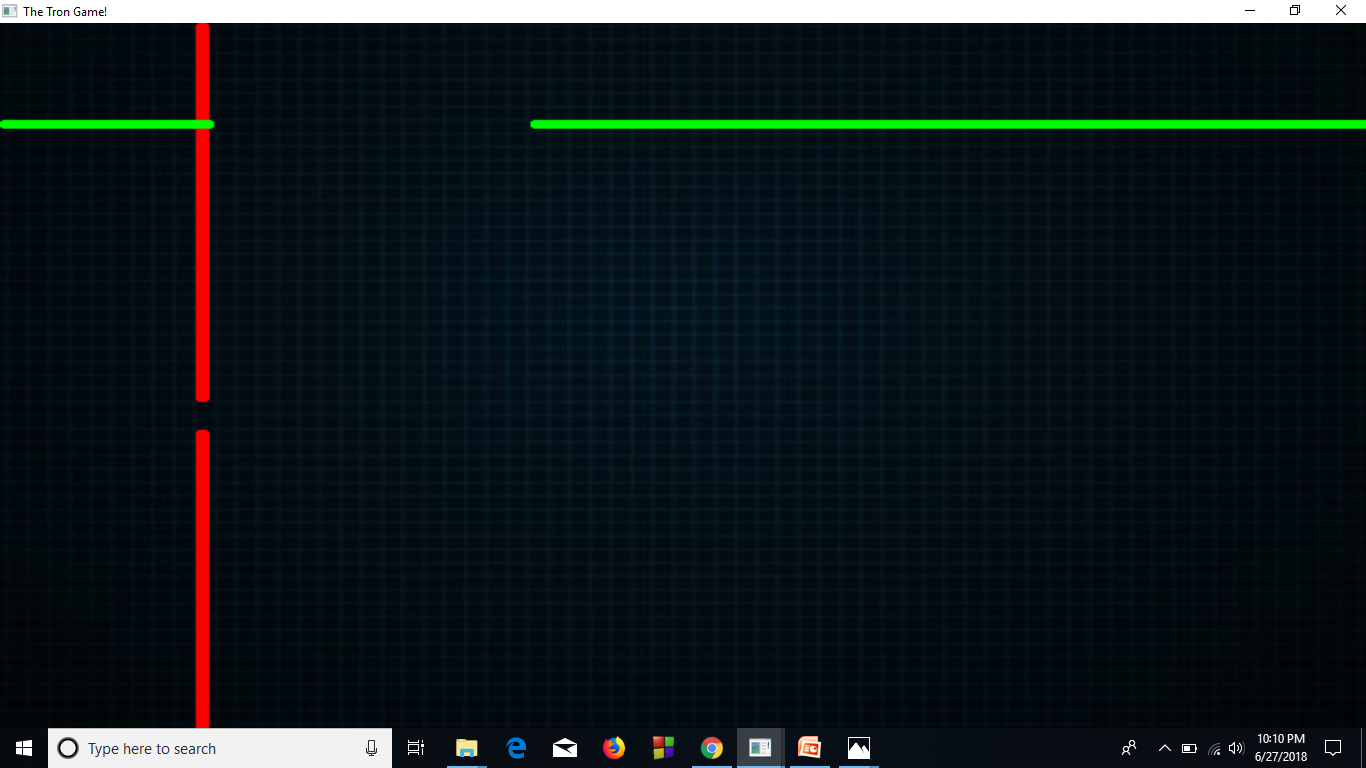 The Tron Game!
Type here to search
10:10 PM
6/27/2018